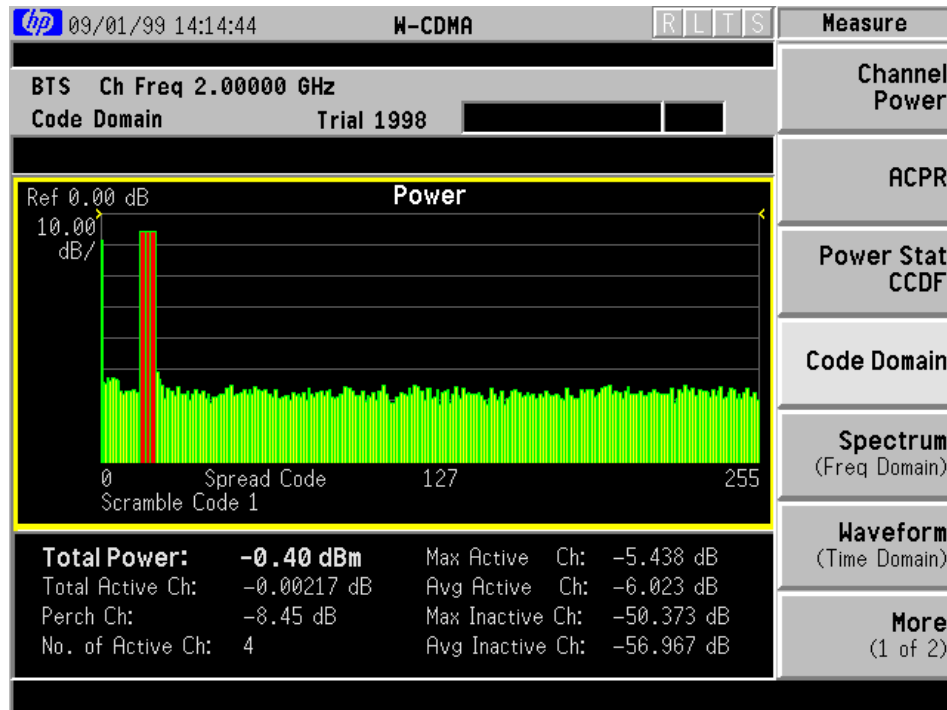 hp 09/01/99 14:14:44 W-CDMA R L T S Measure
BTS Ch Freq 2.00000 GHz
Code Domain Trial 1998
Channel
Power
ACPR
Power Stat
CCDF
Code Domain
Spectrum
(Freq Domain)
Waveform
(Time Domain)
More
(1 of 2)
Ref 0.00 dB Power
10.00
dB/
0 Spread Code 127 255
Scramble Code 1
Total Power: -0.40 dBm Max Active Ch: -5.438 dB
Total Active Ch: -0.00217 dB Avg Active Ch: -6.023 dB
Perch Ch: -8.45 dB Max Inactive Ch: -50.373 dB
No. of Active Ch: 4 Avg Inactive Ch: -56.967 dB